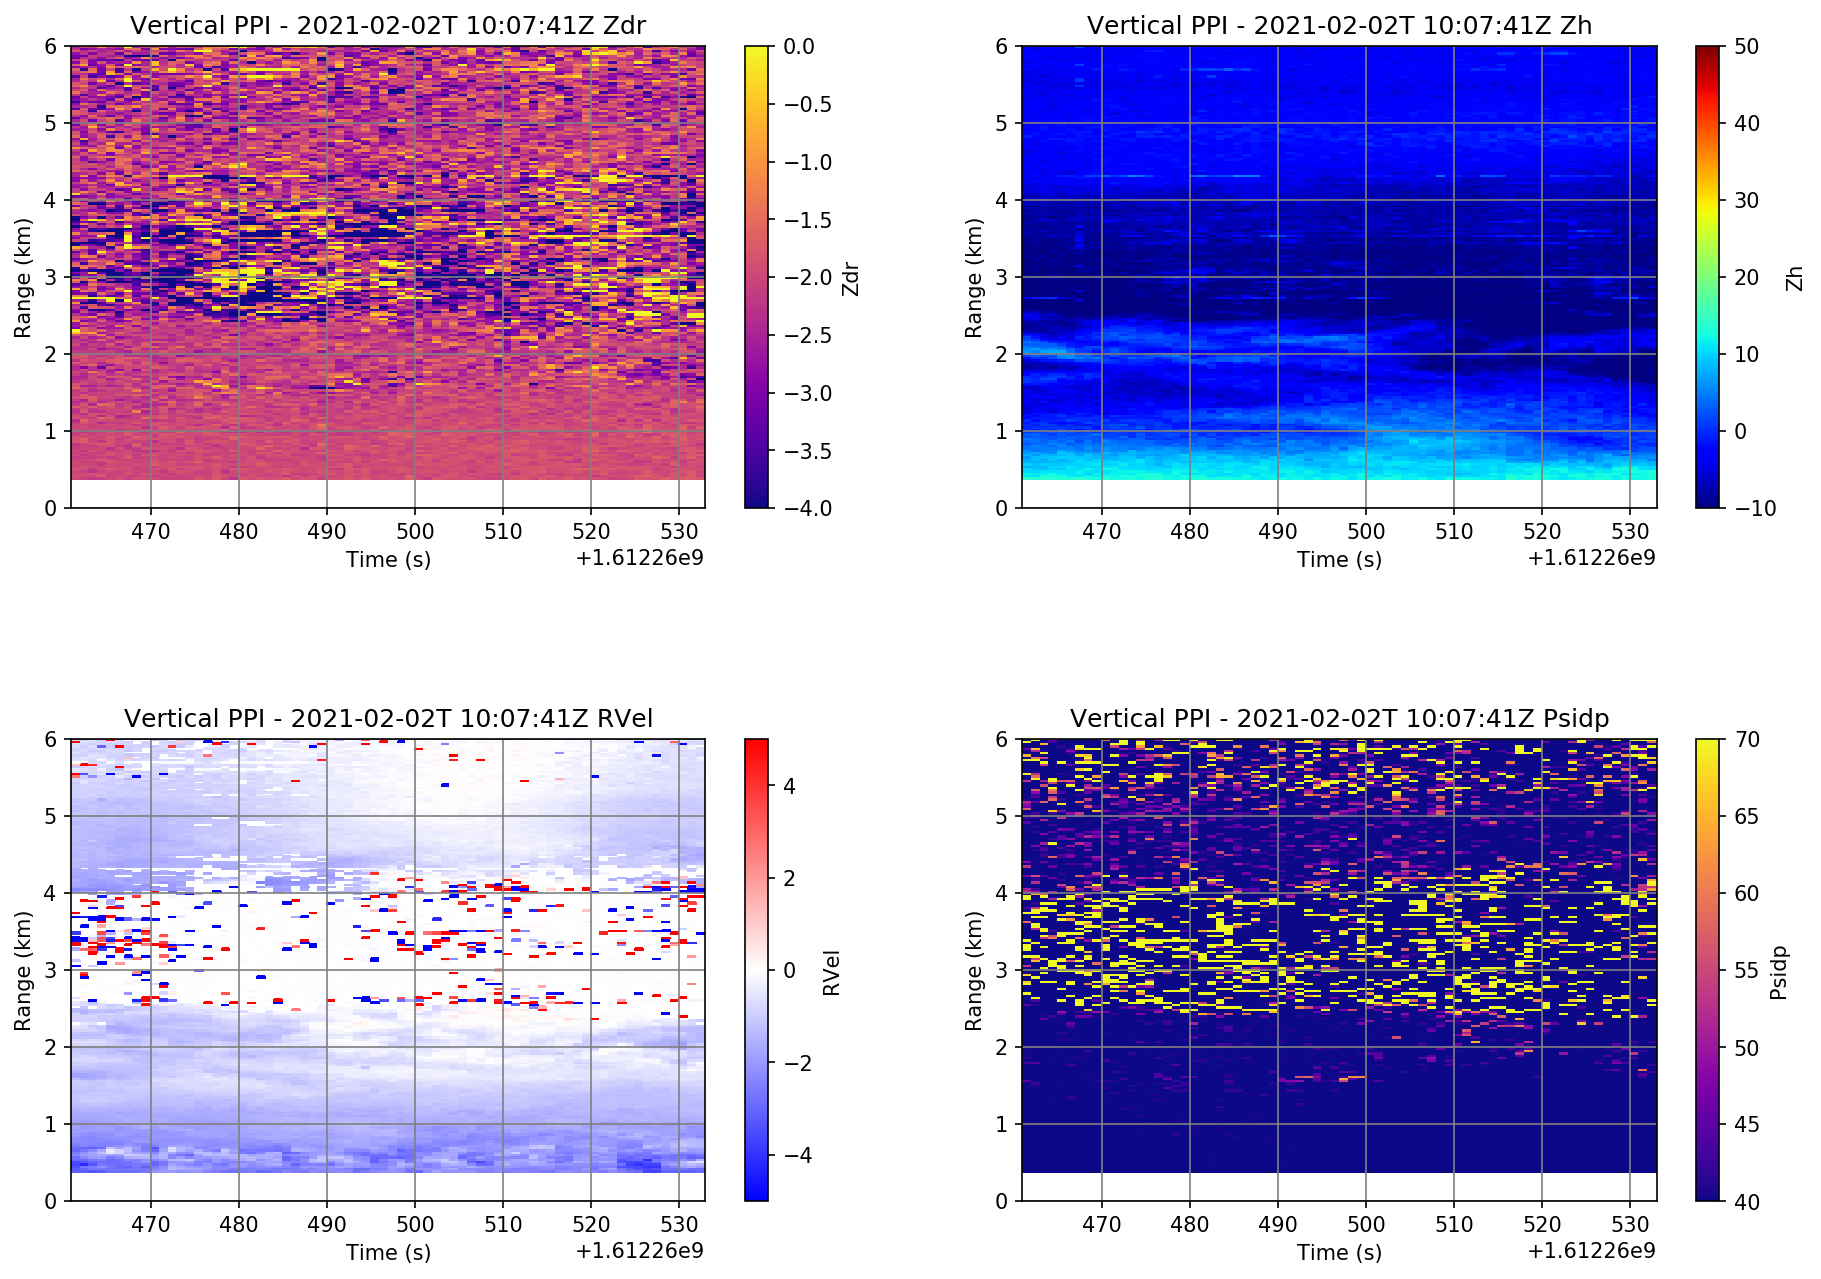 Vertical PPI - 2021-02-02T 10:07:41Z Zdr
6
5
4
3
2
1
0
Range (km)
470 480 490 500 510 520 530
Time (s)
+1.61226e9
0.0
−0.5
−1.0
−1.5
−2.0
−2.5
−3.0
−3.5
−4.0
Zdr
Vertical PPI - 2021-02-02T 10:07:41Z Zh
6
5
4
3
2
1
0
Range (km)
470 480 490 500 510 520 530
Time (s)
+1.61226e9
50
40
30
20
10
0
−10
Zh
Vertical PPI - 2021-02-02T 10:07:41Z RVel
6
5
4
3
2
1
0
Range (km)
470 480 490 500 510 520 530
Time (s)
+1.61226e9
4
2
0
−2
−4
RVel
Vertical PPI - 2021-02-02T 10:07:41Z Psidp
6
5
4
3
2
1
0
Range (km)
470 480 490 500 510 520 530
Time (s)
+1.61226e9
70
65
60
55
50
45
40
Psidp